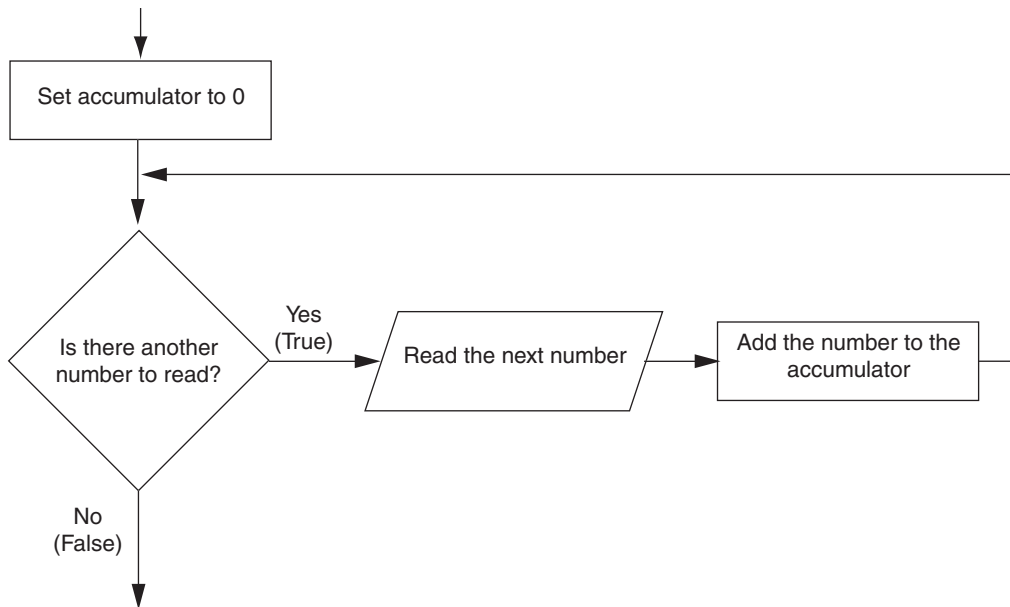 Set accumulator to 0
Is there another
number to read?
Yes
(True)
Read the next number
Add the number to the
accumulator
No
(False)